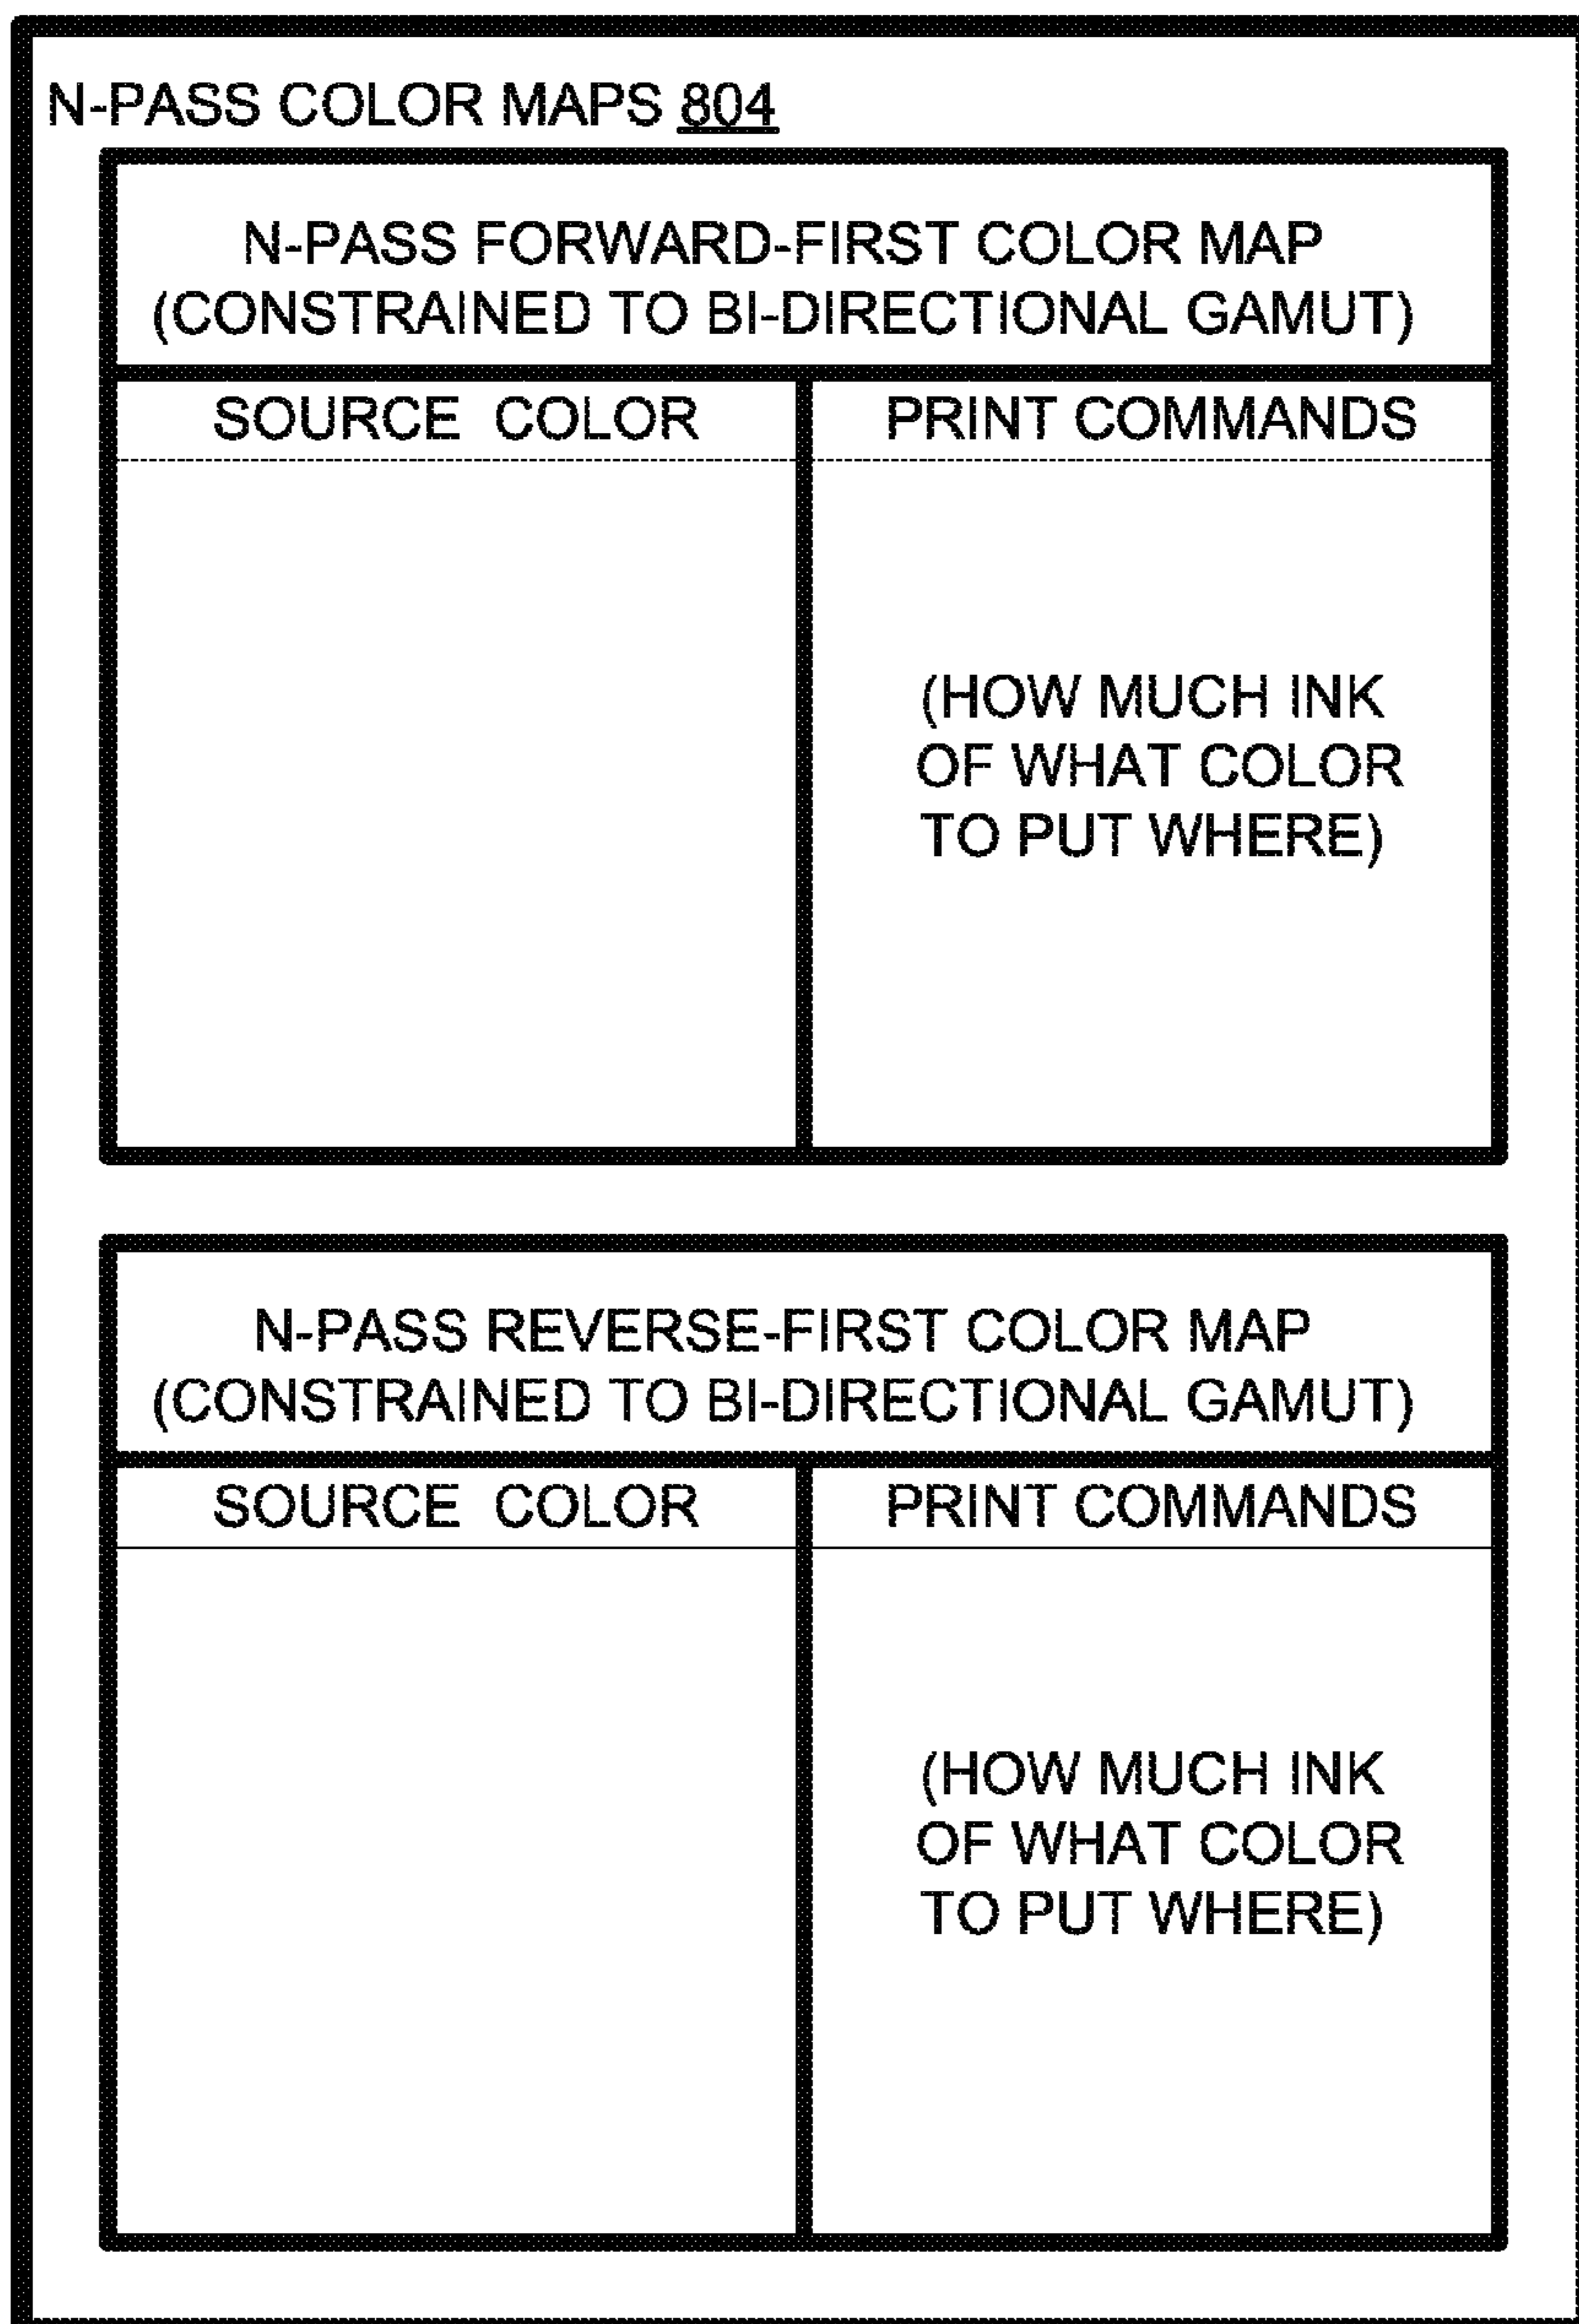 N-PASS COLOR MAPS 804
N-PASS FORWARD-FIRST COLOR MAP
(CONSTRAINED TO BI-DIRECTIONAL GAMUT)
SOURCE COLOR PRINT COMMANDS
(HOW MUCH INK
OF WHAT COLOR
TO PUT WHERE)
N-PASS REVERSE-FIRST COLOR MAP
(CONSTRAINED TO BI-DIRECTIONAL GAMUT)
SOURCE COLOR PRINT COMMANDS
(HOW MUCH INK
OF WHAT COLOR
TO PUT WHERE)